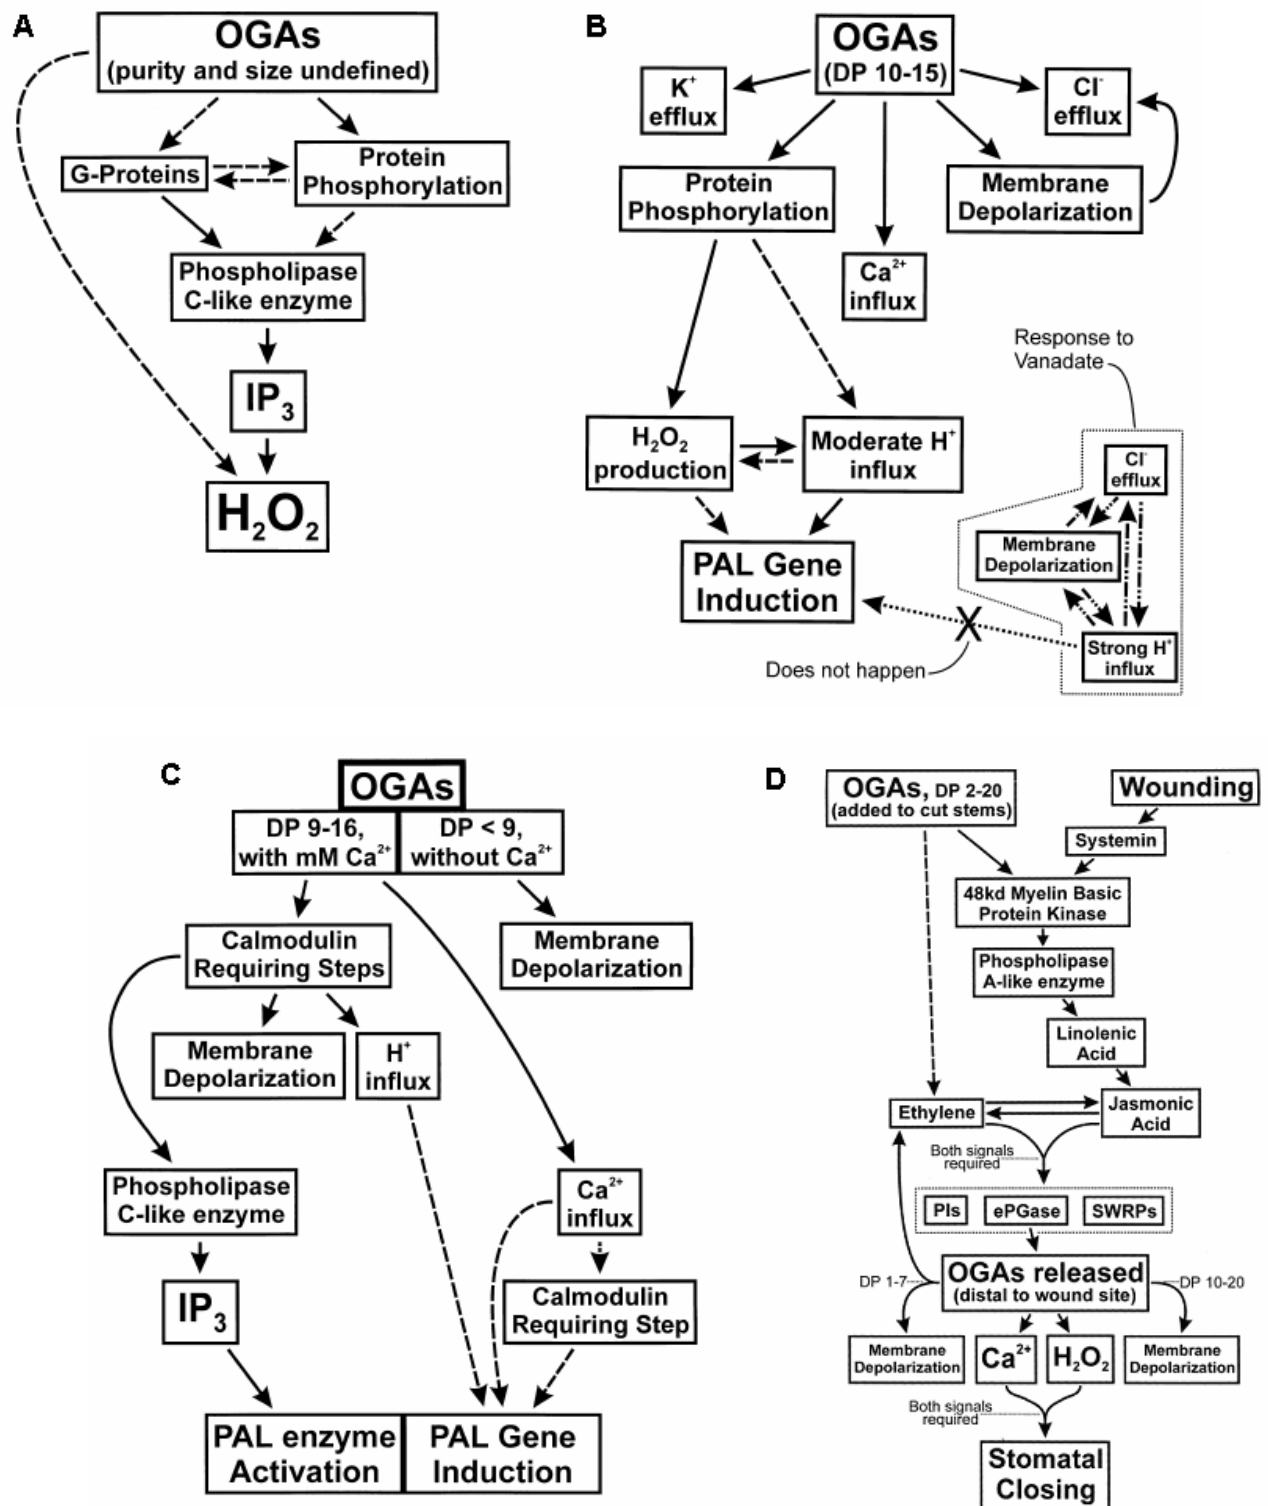 A
OGAs
(purity and size undefined)
G-Proteins
Protein
Phosphorylation
Phospholipase
C-like enzyme
IP₃
H₂O₂
B
OGAs
(DP 10-15)
K⁺
efflux
Cl⁻
efflux
Protein
Phosphorylation
Membrane
Depolarization
Ca²⁺
influx
Response to
Vanadate
H₂O₂
production
Moderate H⁺
influx
Cl⁻
efflux
Membrane
Depolarization
PAL Gene
Induction
X
Strong H⁺
influx
Does not happen
C
OGAs
DP 9-16,
with mM Ca²⁺
DP < 9,
without Ca²⁺
Calmodulin
Requiring Steps
Membrane
Depolarization
Membrane
Depolarization
H⁺
influx
Phospholipase
C-like enzyme
Ca²⁺
influx
IP₃
Calmodulin
Requiring Step
PAL enzyme
Activation
PAL Gene
Induction
D
OGAs, DP 2-20
(added to cut stems)
Wounding
Systemin
48kd Myelin Basic
Protein Kinase
Phospholipase
A-like enzyme
Linolenic
Acid
Ethylene
Jasmonic
Acid
Both signals
required
PIs
ePGase
SWRPs
DP 1-7
OGAs released
(distal to wound site)
DP 10-20
Membrane
Depolarization
Ca²⁺
H₂O₂
Membrane
Depolarization
Both signals
required
Stomatal
Closing